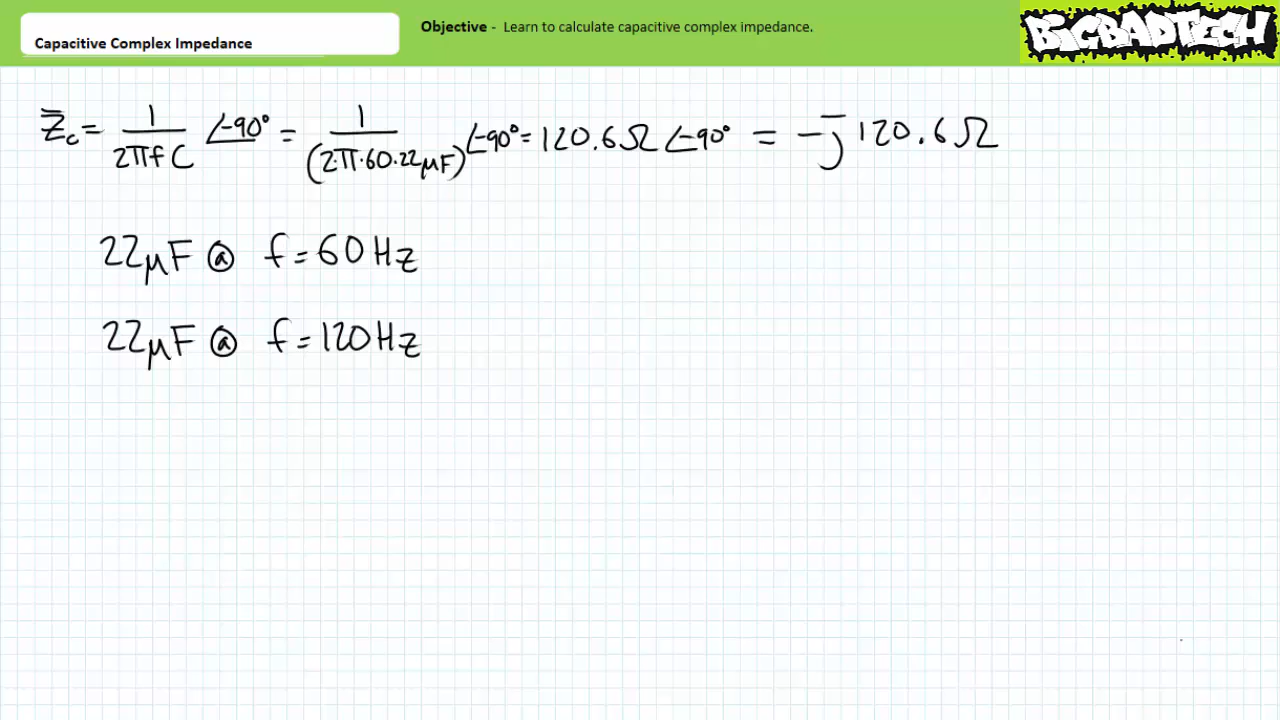 Capacitive Complex Impedance
Objective - Learn to calculate capacitive complex impedance.
BIGBADTECH
Z̄c = 1/(2πfC) ∠-90° = 1/(2·π·60·22μF) ∠-90° = 120.6Ω ∠-90° = -j̄ 120.6Ω
22μF @ f = 60Hz
22μF @ f = 120Hz